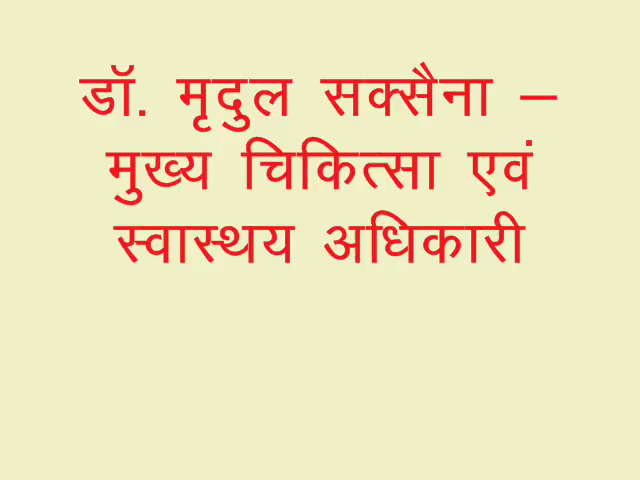 डॉ. मृदुल सक्सैना –
मुख्य चिकित्सा एवं
स्वास्थय अधिकारी